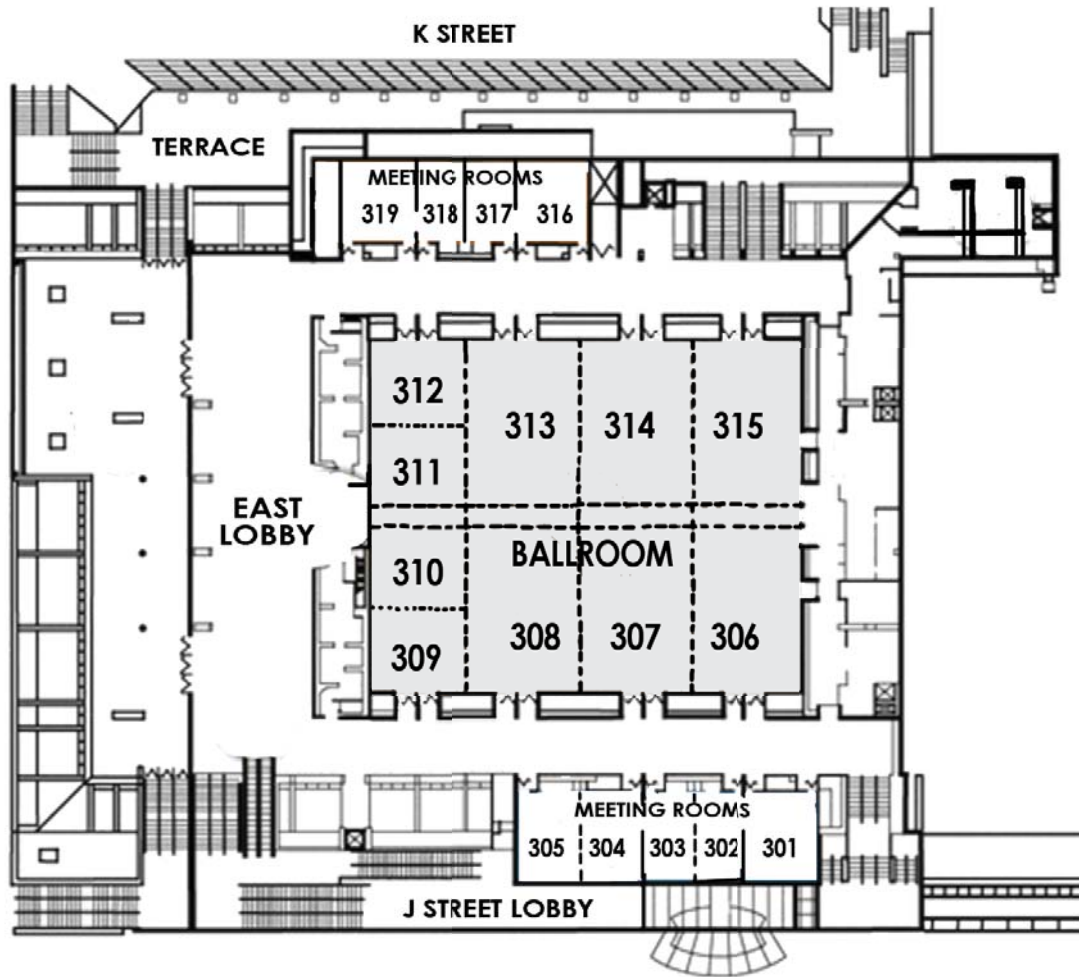 K STREET
TERRACE
MEETING ROOMS
319 318 317 316
312
313 314 315
311
EAST
LOBBY
BALLROOM
310
309
308 307 306
MEETING ROOMS
305 304 303 302 301
J STREET LOBBY